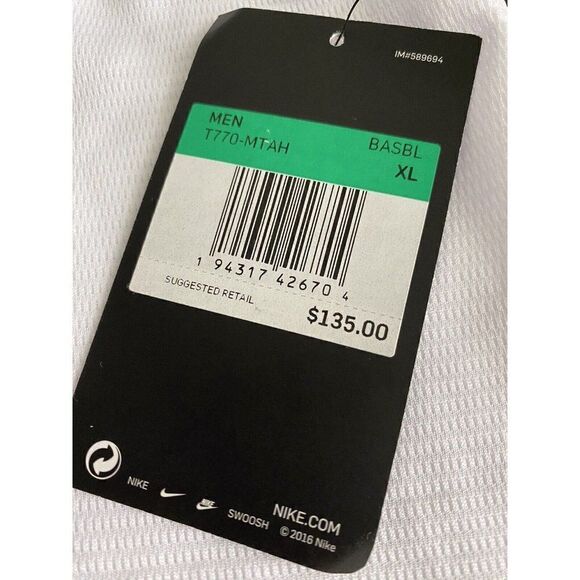 IM#589694
MEN
T770-MTAH BASBL
XL
1 94317 42670 4
SUGGESTED RETAIL
$135.00
NIKE SWOOSH NIKE.COM
© 2016 Nike